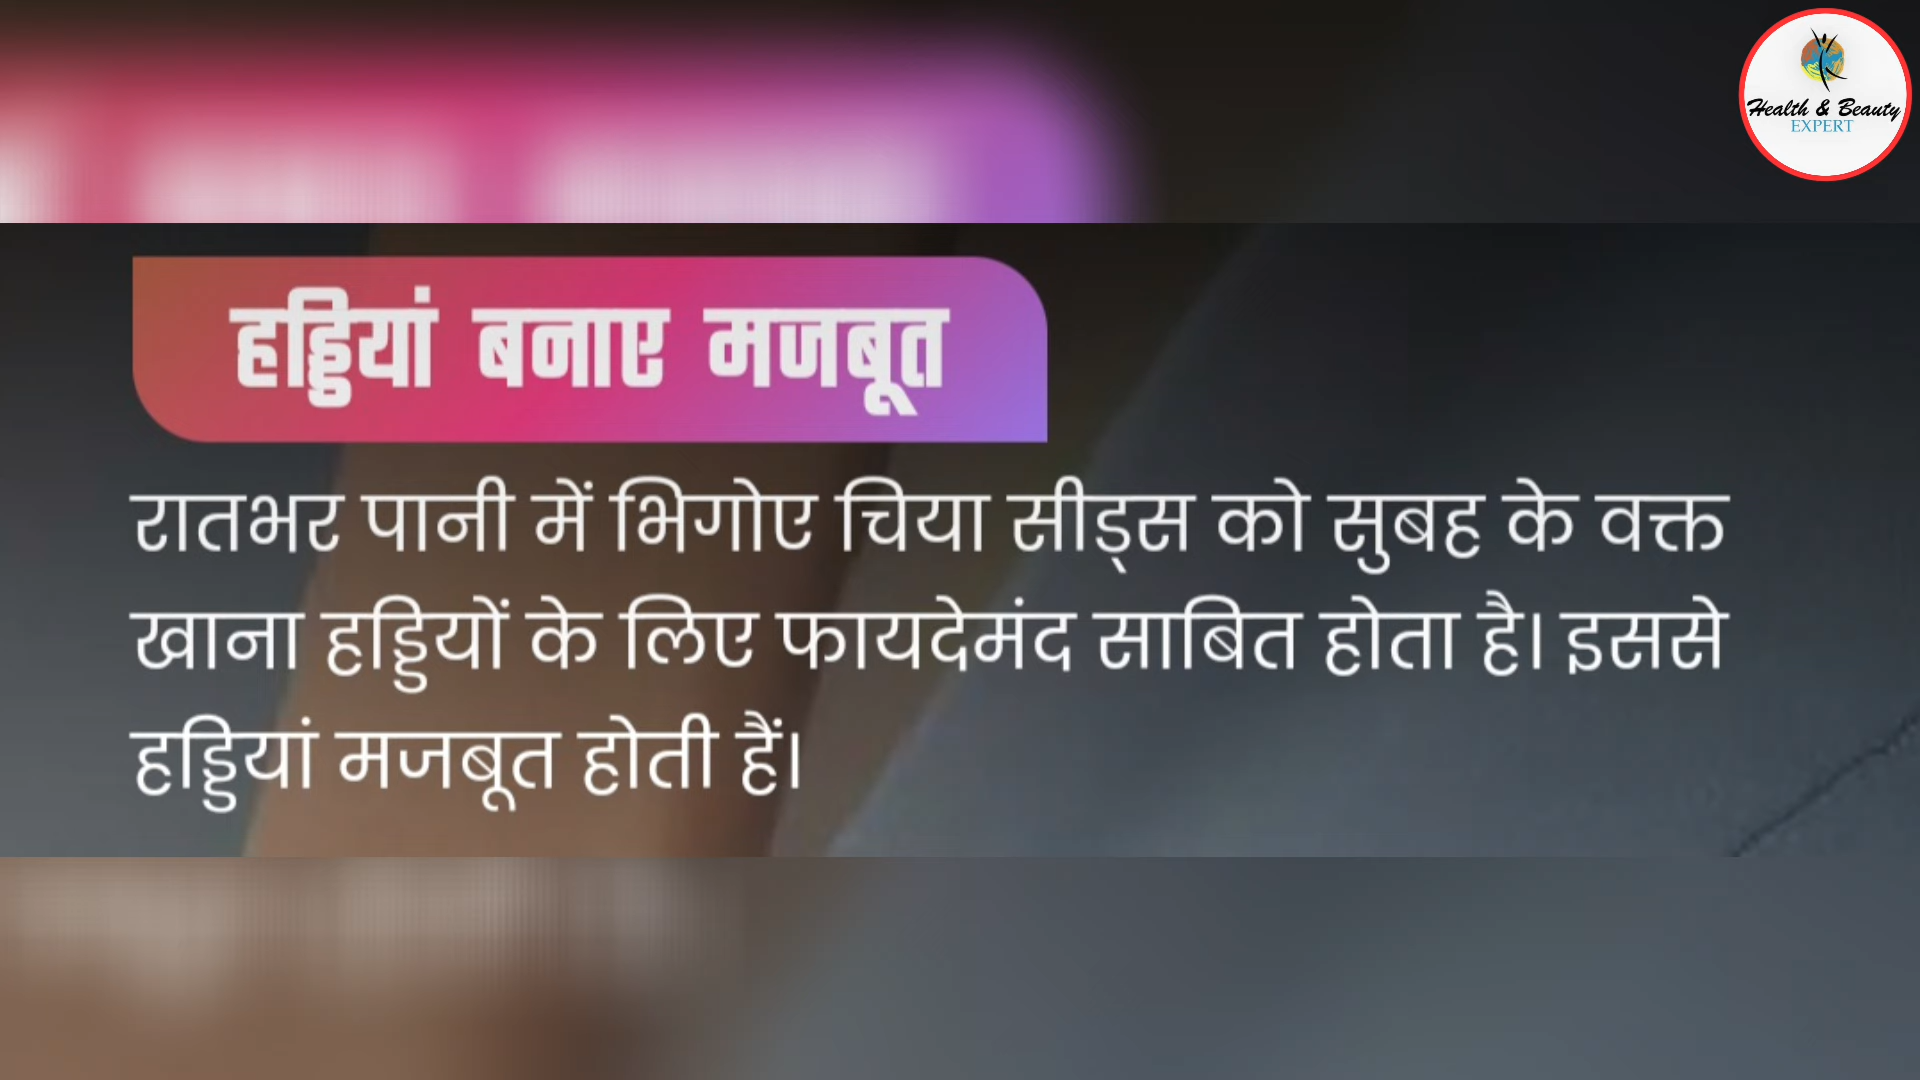 Health & Beauty
EXPERT
हड्डियां बनाए मजबूत
रातभर पानी में भिगोए चिया सीड्स को सुबह के वक्त
खाना हड्डियों के लिए फायदेमंद साबित होता है। इससे
हड्डियां मजबूत होती हैं।